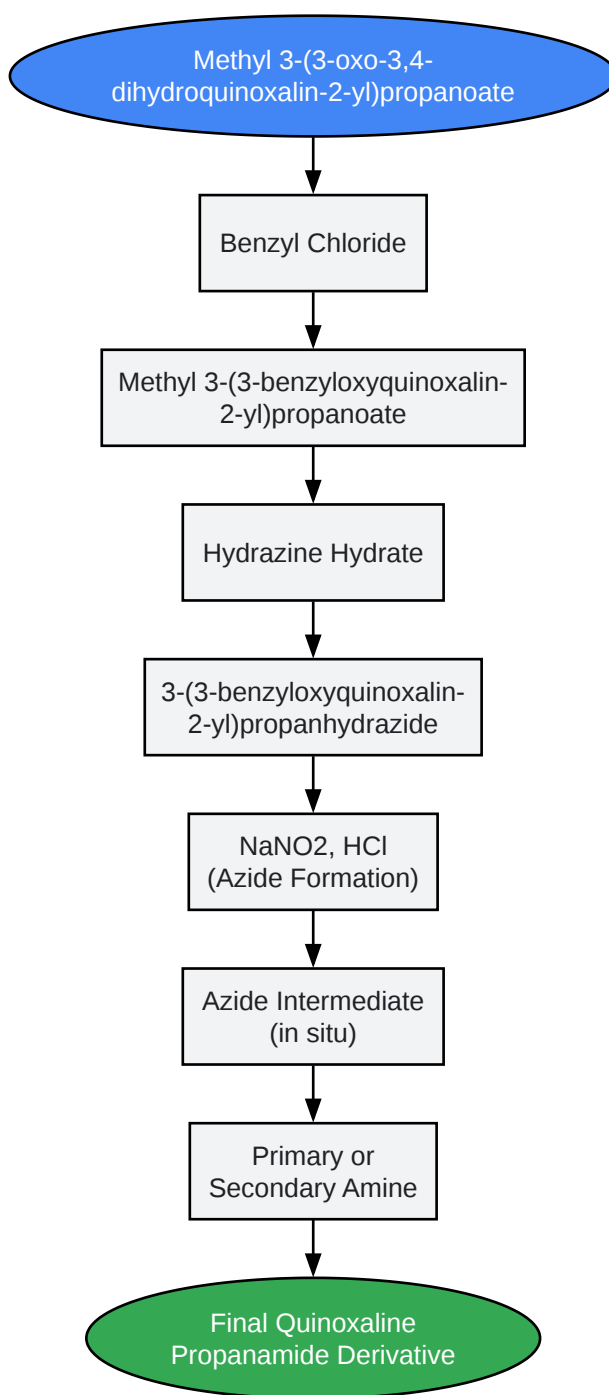 Methyl 3-(3-oxo-3,4-
dihydroquinoxalin-2-yl)propanoate
Benzyl Chloride
Methyl 3-(3-benzyloxyquinoxalin-
2-yl)propanoate
Hydrazine Hydrate
3-(3-benzyloxyquinoxalin-
2-yl)propanhydrazide
NaNO2, HCl
(Azide Formation)
Azide Intermediate
(in situ)
Primary or
Secondary Amine
Final Quinoxaline
Propanamide Derivative